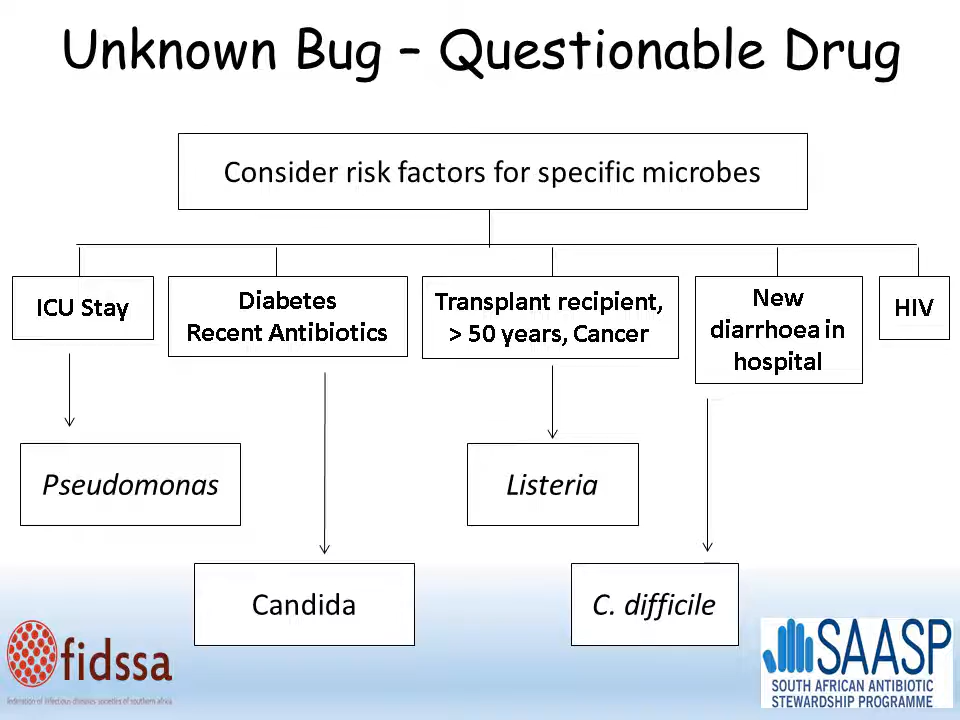 Unknown Bug – Questionable Drug
Consider risk factors for specific microbes
ICU Stay
Diabetes
Recent Antibiotics
Transplant recipient,
> 50 years, Cancer
New
diarrhoea in
hospital
HIV
Pseudomonas
Listeria
Candida
C. difficile
fidssa
federation of infectious diseases societies of southern africa
SAASP
SOUTH AFRICAN ANTIBIOTIC
STEWARDSHIP PROGRAMME